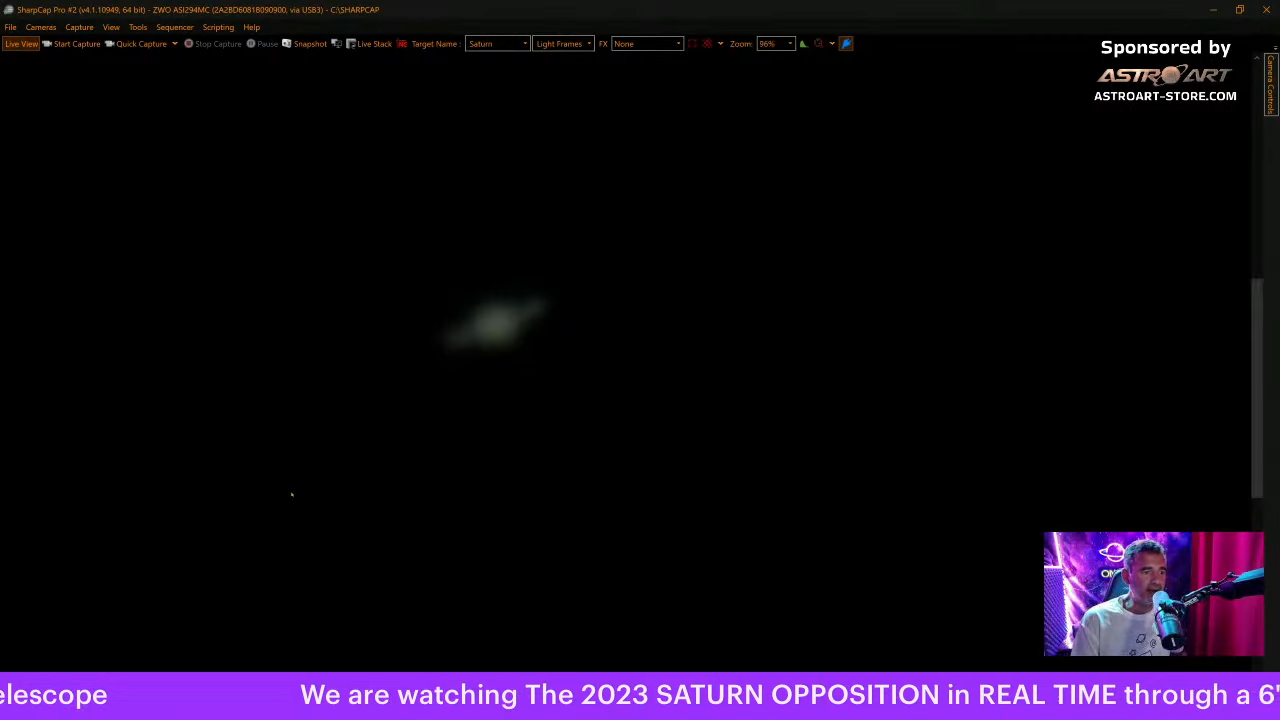 SharpCap Pro #2 (v4.1.10949, 64 bit) - ZWO ASI294MC (2A2BD6081B090900, via USB3) - C:\SHARPCAP
File Cameras Capture View Tools Sequencer Scripting Help
Live View Start Capture Quick Capture Stop Capture Pause Snapshot Live Stack Target Name : Saturn Light Frames FX None Zoom: 96%
Sponsored by
ASTROART
ASTROART-STORE.COM
Camera Controls
elescope We are watching The 2023 SATURN OPPOSITION in REAL TIME through a 6"